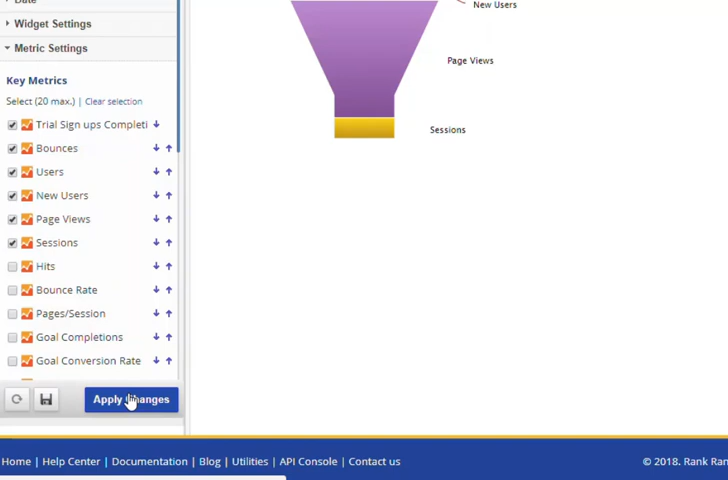 Date
Widget Settings
Metric Settings
Key Metrics
Select (20 max.) | Clear selection
Trial Sign ups Completi
Bounces
Users
New Users
Page Views
Sessions
Hits
Bounce Rate
Pages/Session
Goal Completions
Goal Conversion Rate
Apply Changes
New Users
Page Views
Sessions
Home | Help Center | Documentation | Blog | Utilities | API Console | Contact us
© 2018. Rank Ran